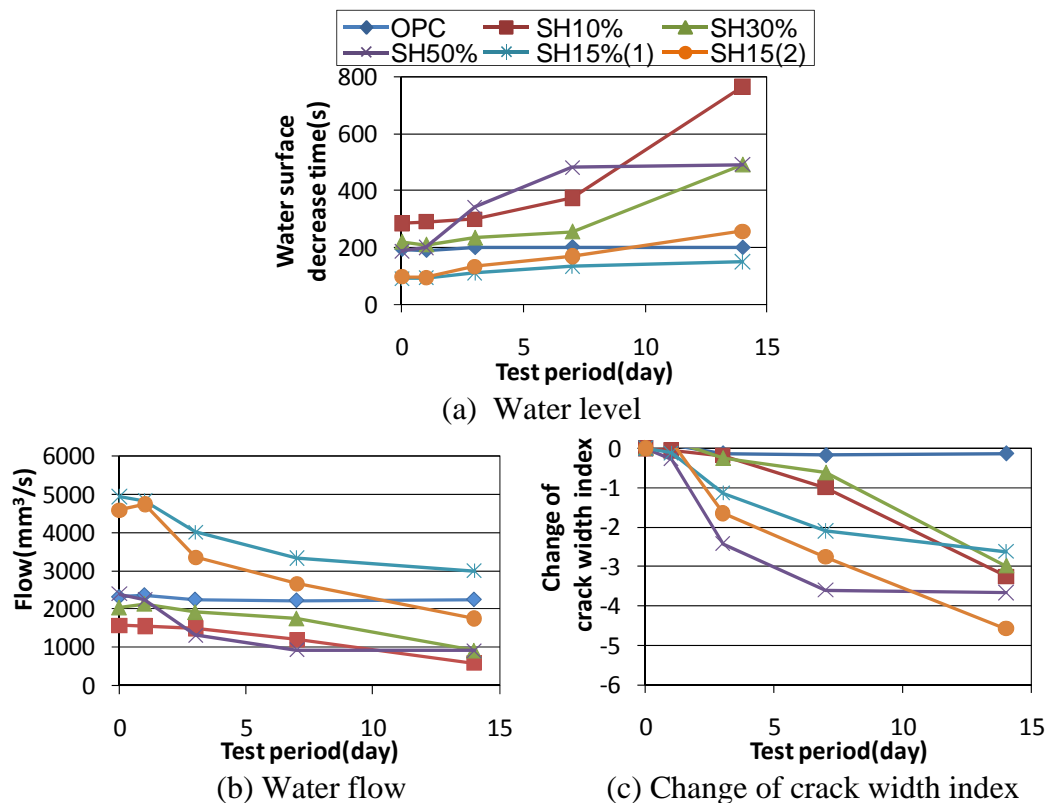 OPC SH10% SH30%
SH50% SH15%(1) SH15(2)
Water surface
decrease time(s)
800
600
400
200
0
0 5 10 15
Test period(day)
(a) Water level
Flow(mm³/s)
6000
5000
4000
3000
2000
1000
0
0 5 10 15
Test period(day)
(b) Water flow
Change of
crack width index
0
-1
-2
-3
-4
-5
-6
0 5 10 15
Test period(day)
(c) Change of crack width index